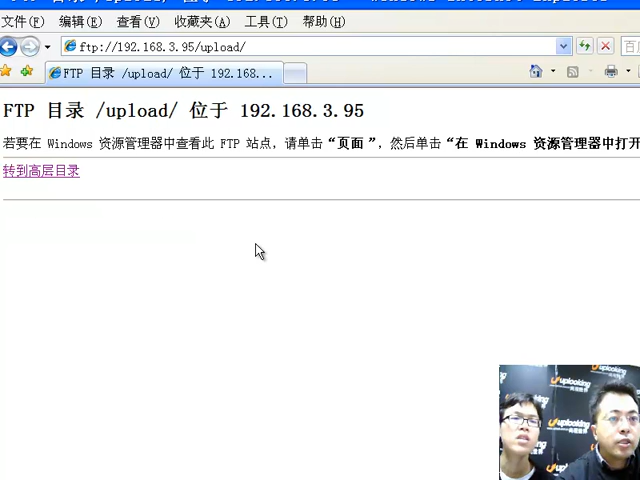 文件(F) 编辑(E) 查看(V) 收藏夹(A) 工具(T) 帮助(H)
ftp://192.168.3.95/upload/
FTP 目录 /upload/ 位于 192.168....
FTP 目录 /upload/ 位于 192.168.3.95
若要在 Windows 资源管理器中查看此 FTP 站点，请单击“页面 ”，然后单击“在 Windows 资源管理器中打开
转到高层目录
uplooking
uplooking